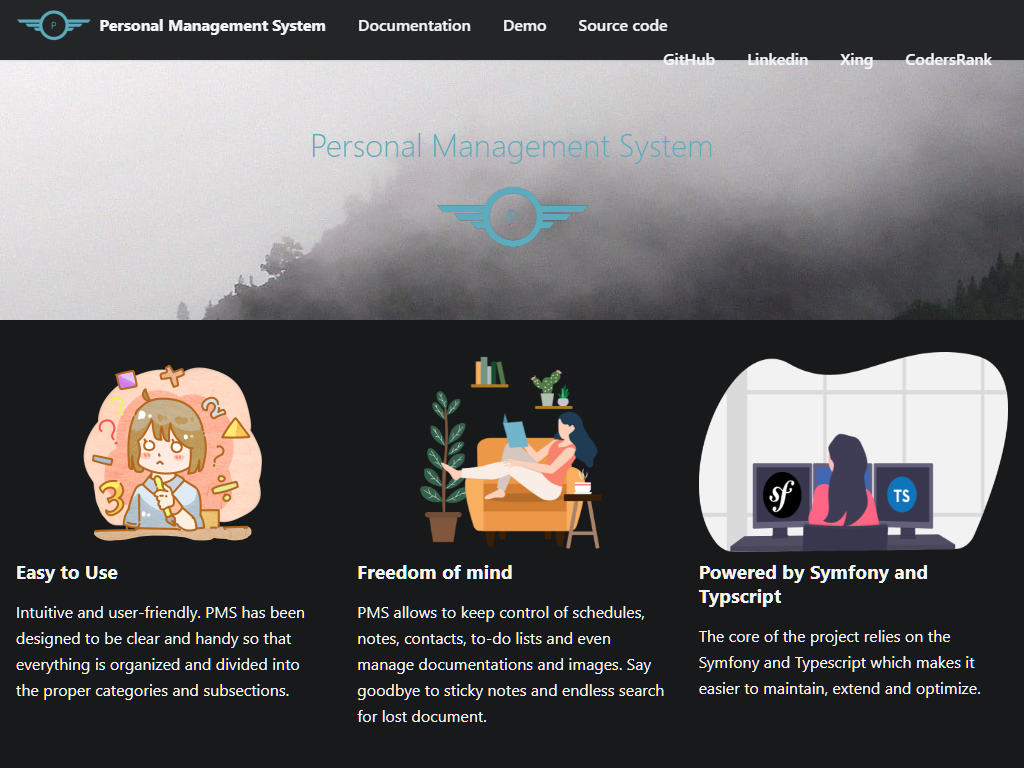 P
Personal Management System
Documentation
Demo
Source code
GitHub
Linkedin
Xing
CodersRank
Personal Management System
P
sf
TS
Easy to Use
Intuitive and user-friendly. PMS has been
designed to be clear and handy so that
everything is organized and divided into
the proper categories and subsections.
Freedom of mind
PMS allows to keep control of schedules,
notes, contacts, to-do lists and even
manage documentations and images. Say
goodbye to sticky notes and endless search
for lost document.
Powered by Symfony and
Typscript
The core of the project relies on the
Symfony and Typescript which makes it
easier to maintain, extend and optimize.